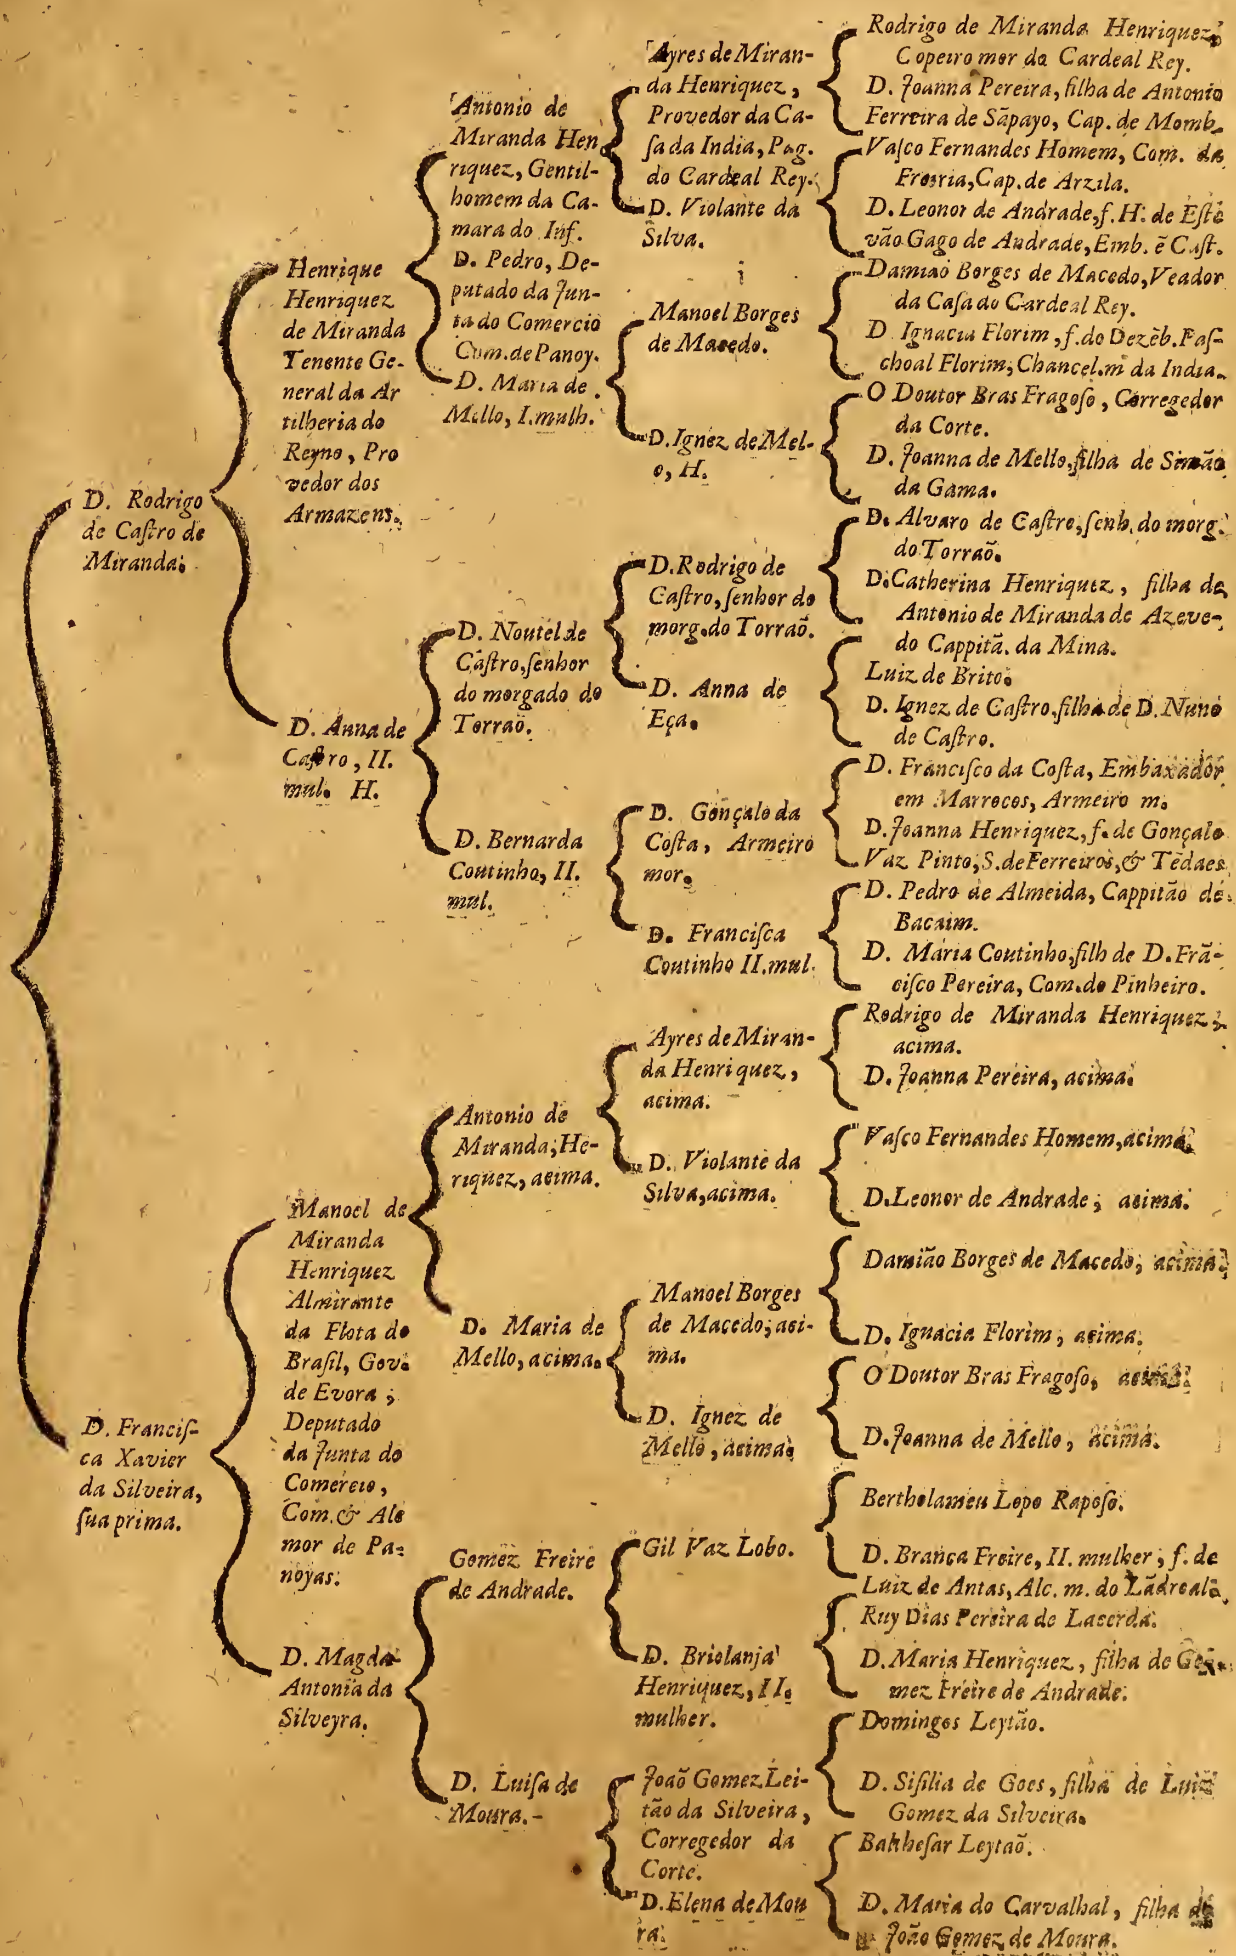 D. Rodrigo
de Caſtro de
Miranda.
D. Franciſ-
ca Xavier
da Silveira,
ſua prima.
Henrique
Henriquez
de Miranda
Tenente Ge-
neral da Ar
tilheria do
Reyno, Pro
vedor dos
Armazens.
D. Anna de
Caſtro, II.
mul. H.
Manoel de
Miranda
Henriquez
Almirante
da Flota do
Braſil, Gov.
de Evora,
Deputado
da Junta do
Comercio,
Com. & Alc
mor de Pa-
noyas.
D. Magda
Antonia da
Silveyra.
Antonio de
Miranda Hen
riquez, Gentil-
homem da Ca-
mara do Inf.
D. Pedro, De-
putado da Jun-
ta do Comercio
Com. de Panoy.
D. Maria de
Mello, I. mulh.
D. Noutel de
Caſtro, ſenhor
do morgado do
Torraõ.
D. Bernarda
Coutinho, II.
mul.
Antonio de
Miranda, He-
riquez, acima.
D. Maria de
Mello, acima.
Gomez Freire
de Andrade.
D. Luiſa de
Moura.-
Ayres de Miran-
da Henriquez,
Provedor da Ca-
ſa da India, Pag.
do Cardeal Rey.
D. Violante da
Silva.
Manoel Borges
de Macedo.
D. Ignez de Mel-
o, H.
D. Rodrigo de
Caſtro, ſenhor do
morg. do Torraõ.
D. Anna de
Eça.
D. Gonçalo da
Coſta, Armeiro
mor.
D. Franciſca
Coutinho II. mul.
Ayres de Miran-
da Henriquez,
acima.
D. Violante da
Silva, acima.
Manoel Borges
de Macedo, aci-
ma.
D. Ignez de
Mello, acima.
Gil Vaz Lobo.
D. Briolanja
Henriquez, II.
mulher.
Joaõ Gomez Lei-
tão da Silveira,
Corregedor da
Corte.
D. Elena de Mou
ra.
Rodrigo de Miranda Henriquez,
Copeiro mor do Cardeal Rey.
D. Joanna Pereira, filha de Antonio
Ferreira de Sãpayo, Cap. de Momb.
Vaſco Fernandes Homem, Com. da
Cap. de Arzila.
D. Leonor de Andrade, f. H. de Eſtê
vão Gago de Andrade, Emb. ẽ Caſt.
Damiaõ Borges de Macedo, Veador
da Caſa do Cardeal Rey.
D Ignacia Florim, f. do Dezẽb. Paſ-
choal Florim, Chancel. m da India.
O Doutor Bras Fragoſo, Corregedor
da Corte.
D. Joanna de Mello, filha de Simão
da Gama.
D. Alvaro de Caſtro, ſenh. do morg.
do Torraõ.
D. Catherina Henriquez, filha de
Antonio de Miranda de Azeve-
do Cappitã. da Mina.
Luiz de Brito.
D. Ignez de Caſtro, filha de D. Nuno
de Caſtro.
D. Franciſco da Coſta, Embaxador
em Marrocos, Armeiro m.
D. Joanna Henriquez, f. de Gonçalo
Vaz Pinto, S. de Ferreiros, & Tẽdaes
D. Pedro de Almeida, Cappitão de
Bacaim.
D. Maria Coutinho, filh de D. Frã-
ciſco Pereira, Com. do Pinheiro.
Rodrigo de Miranda Henriquez,
acima.
D. Joanna Pereira, acima.
Vaſco Fernandes Homem, acima.
D. Leonor de Andrade, acima.
Damião Borges de Macedo, acima.
D. Ignacia Florim, acima.
O Doutor Bras Fragoſo, acima.
D. Joanna de Mello, acima.
Bertholameu Lopo Rapoſo.
D. Branca Freire, II. mulher, f. de
Luiz de Antas, Alc. m. do
Ruy Dias Pereira de Lacerda.
D. Maria Henriquez, filha de Go-
mez Freire de Andrade.
Domingos Leytão.
D. Siſilia de Goes, filha de Luiz
Gomez da Silveira.
Baltheſar Leytaõ.
D. Maria do Carvalhal, filha de
João Gomez de Moura.